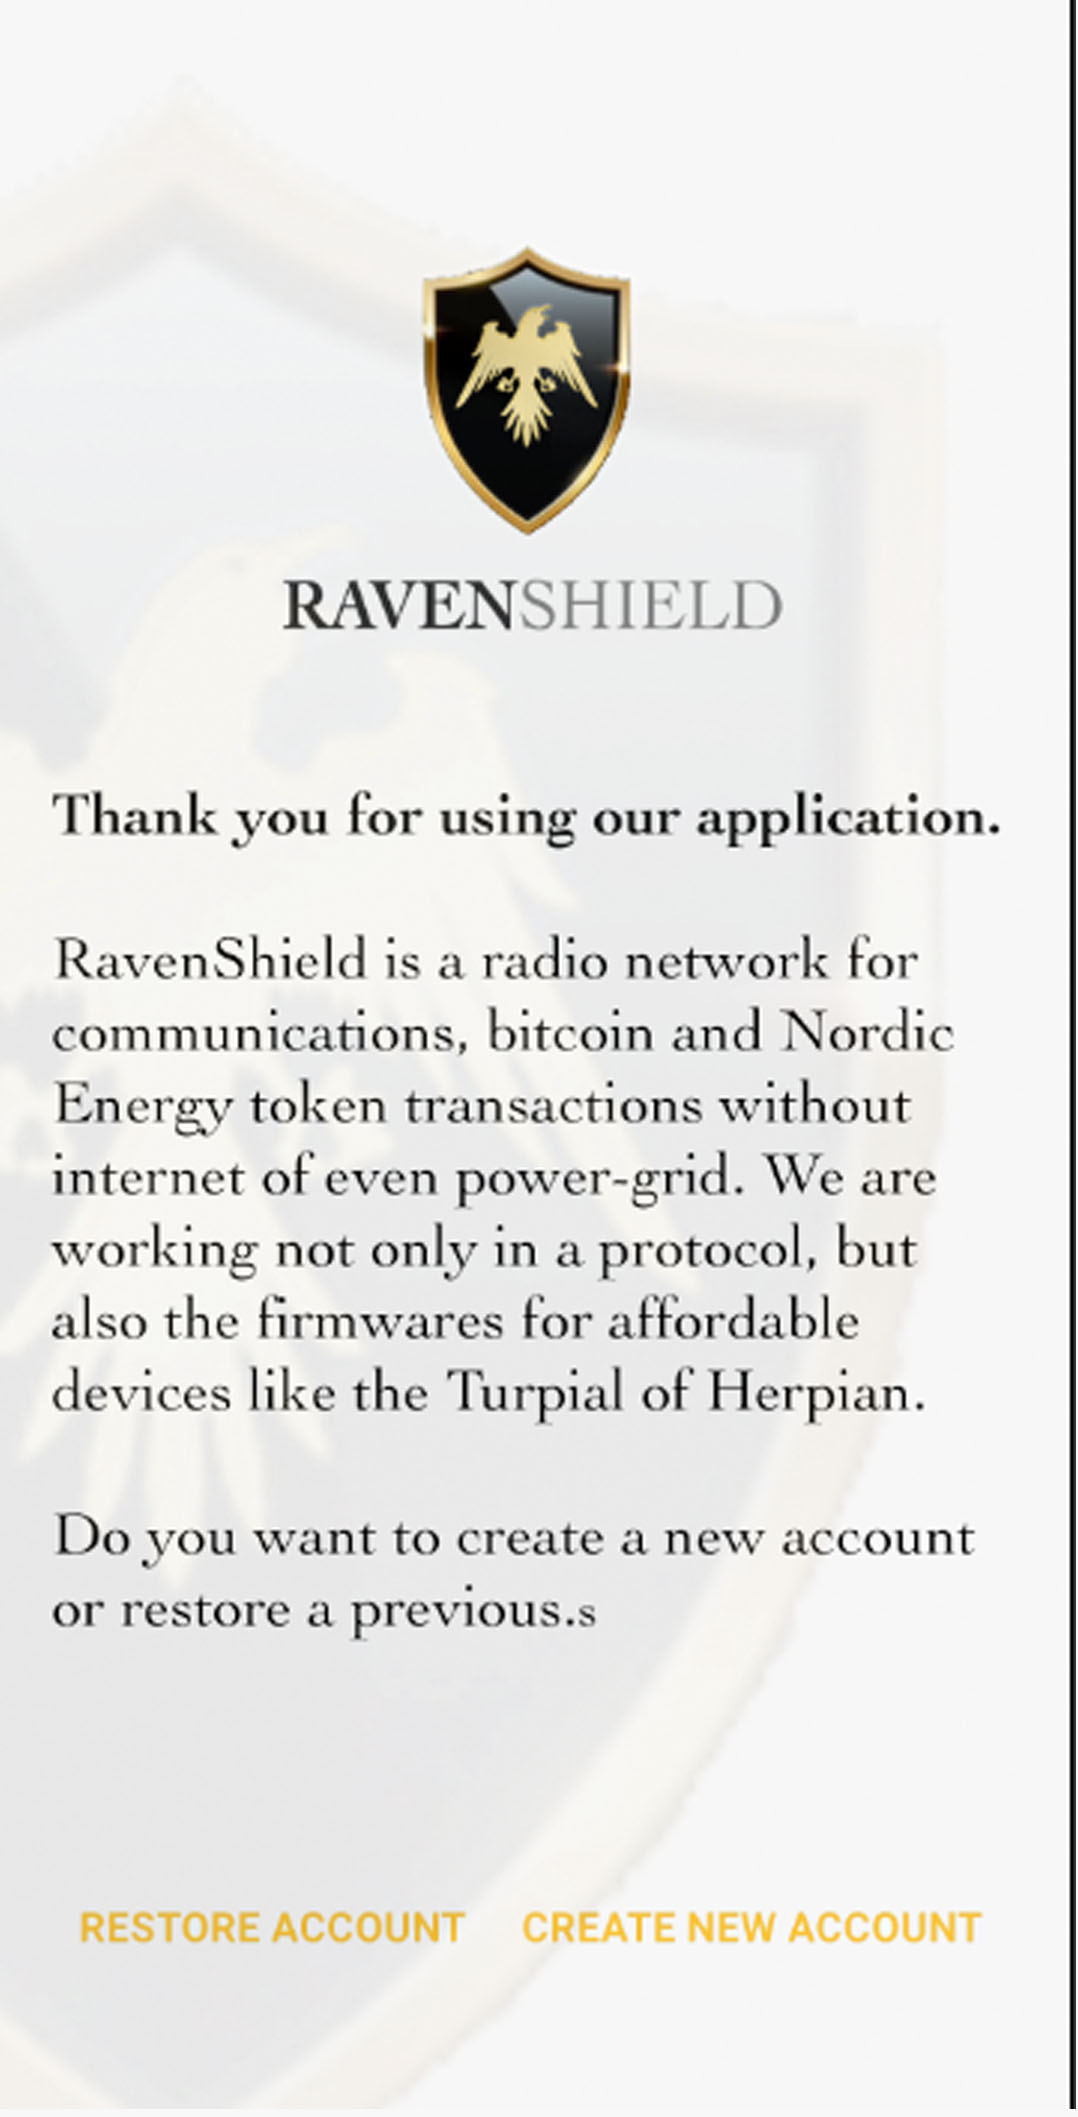 RAVENSHIELD
Thank you for using our application.
RavenShield is a radio network for
communications, bitcoin and Nordic
Energy token transactions without
internet of even power-grid. We are
working not only in a protocol, but
also the firmwares for affordable
devices like the Turpial of Herpian.
Do you want to create a new account
or restore a previous.s
RESTORE ACCOUNT CREATE NEW ACCOUNT